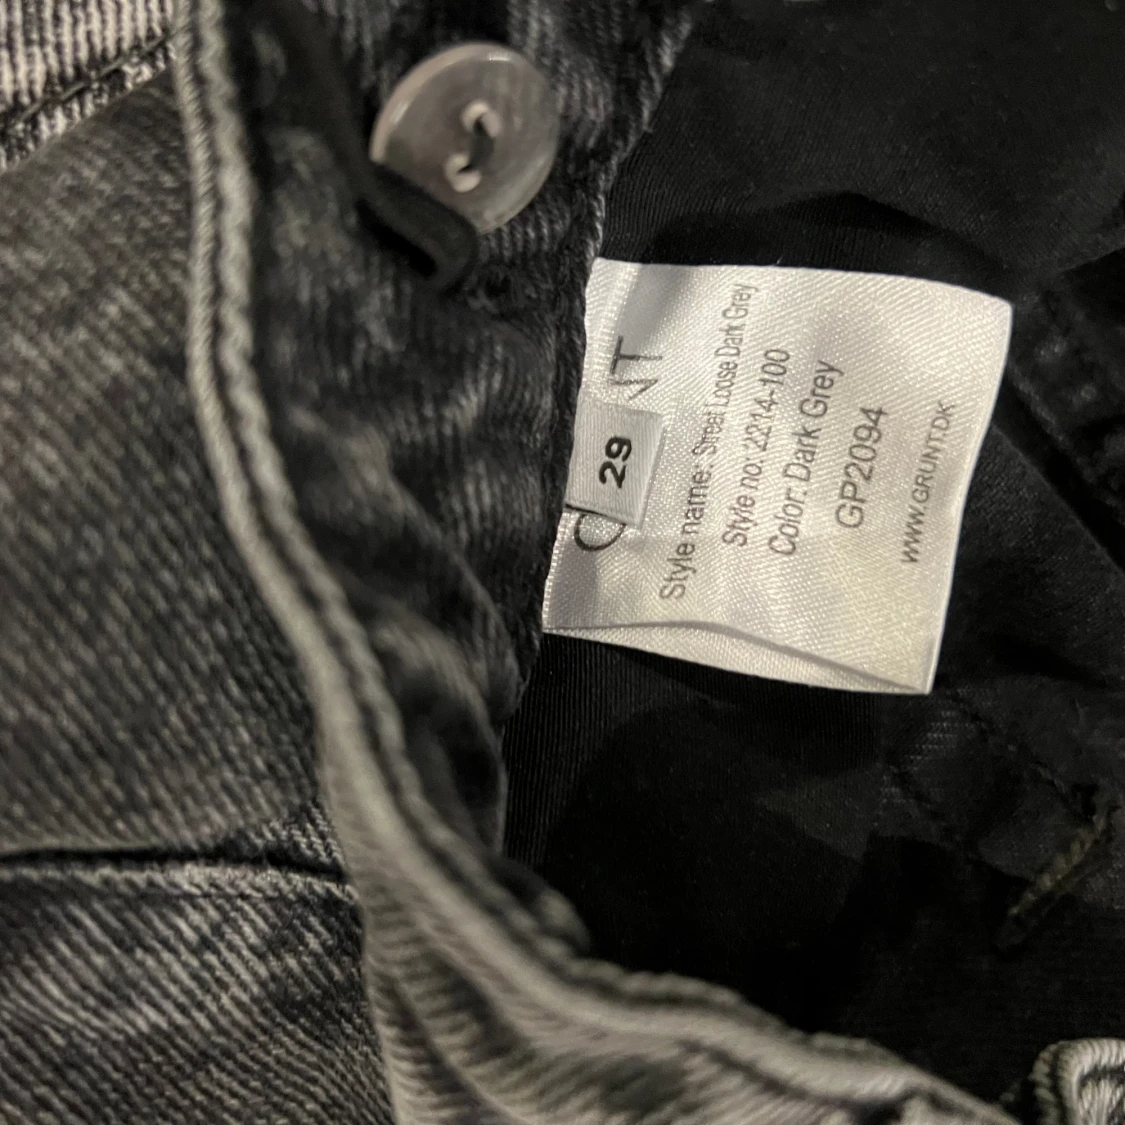 29
Style name: Street Loose Dark Grey
Style no: 2214-100
Color: Dark Grey
GP2094
WWW.GRUNT.DK